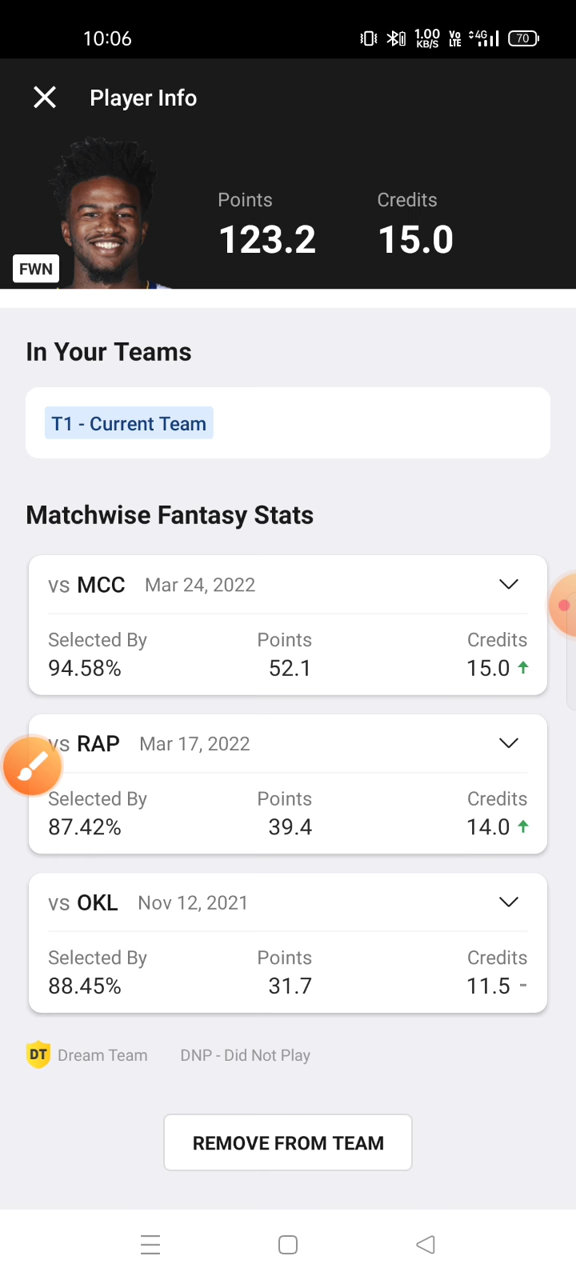 10:06 1.00 KB/S Vo LTE 4G 70
Player Info
Points Credits
123.2 15.0
FWN
In Your Teams
T1 - Current Team
Matchwise Fantasy Stats
vs MCC Mar 24, 2022
Selected By Points Credits
94.58% 52.1 15.0
vs RAP Mar 17, 2022
Selected By Points Credits
87.42% 39.4 14.0
vs OKL Nov 12, 2021
Selected By Points Credits
88.45% 31.7 11.5 -
DT Dream Team DNP - Did Not Play
REMOVE FROM TEAM